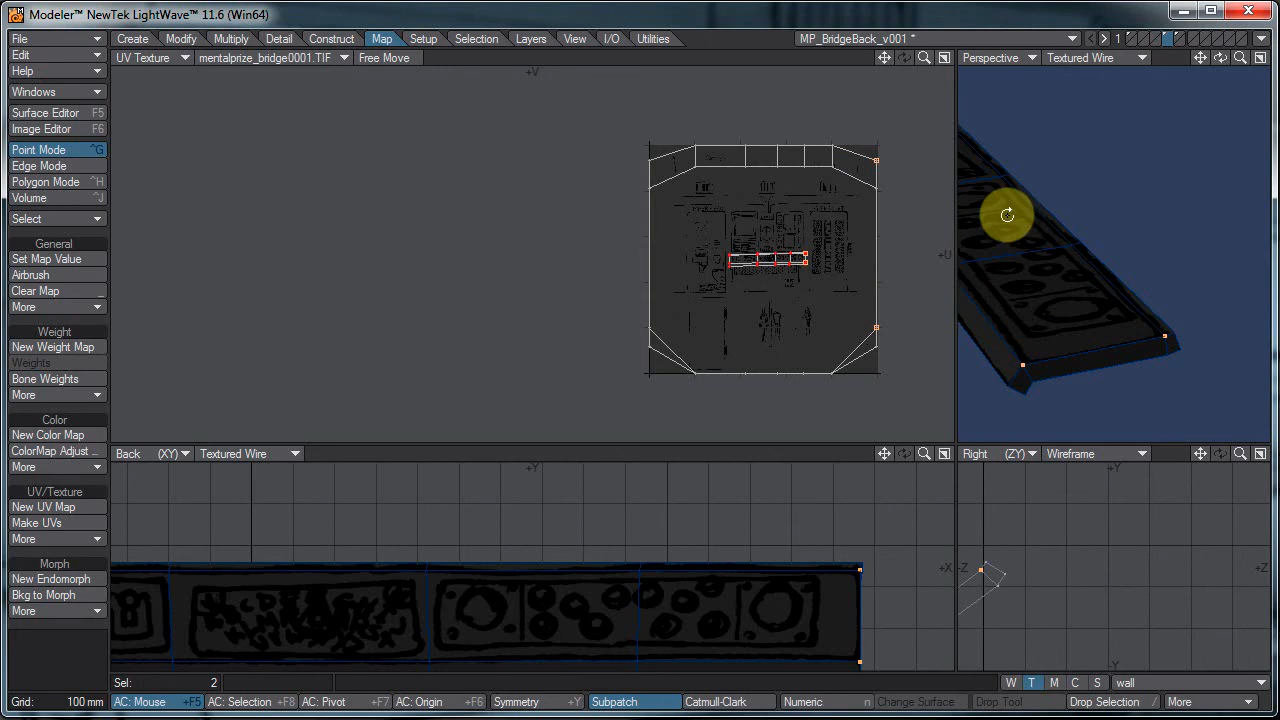 Modeler™ NewTek LightWave™ 11.6 (Win64)
File Create Modify Multiply Detail Construct Map Setup Selection Layers View I/O Utilities MP_BridgeBack_v001 * 1
Edit UV Texture mentalprize_bridge0001.TIF Free Move Perspective Textured Wire
Help
+V
Windows
Surface Editor F5
Image Editor F6
Point Mode ^G
Edge Mode
Polygon Mode ^H
Volume ^J
Select
General
Set Map Value
+U
Airbrush
Clear Map _
More
Weight
New Weight Map
Weights
Bone Weights
More
Color
New Color Map
ColorMap Adjust ...
Back (XY) Textured Wire Right (ZY) Wireframe
More
+Y +Y
UV/Texture
New UV Map
Make UVs
More
Morph
+X -Z +Z
New Endomorph
Bkg to Morph
More
-Y
Sel: 2 W T M C S wall
Grid: 100 mm AC: Mouse +F5 AC: Selection +F8 AC: Pivot +F7 AC: Origin +F6 Symmetry +Y Subpatch Catmull-Clark Numeric n Change Surface Drop Tool Drop Selection / More